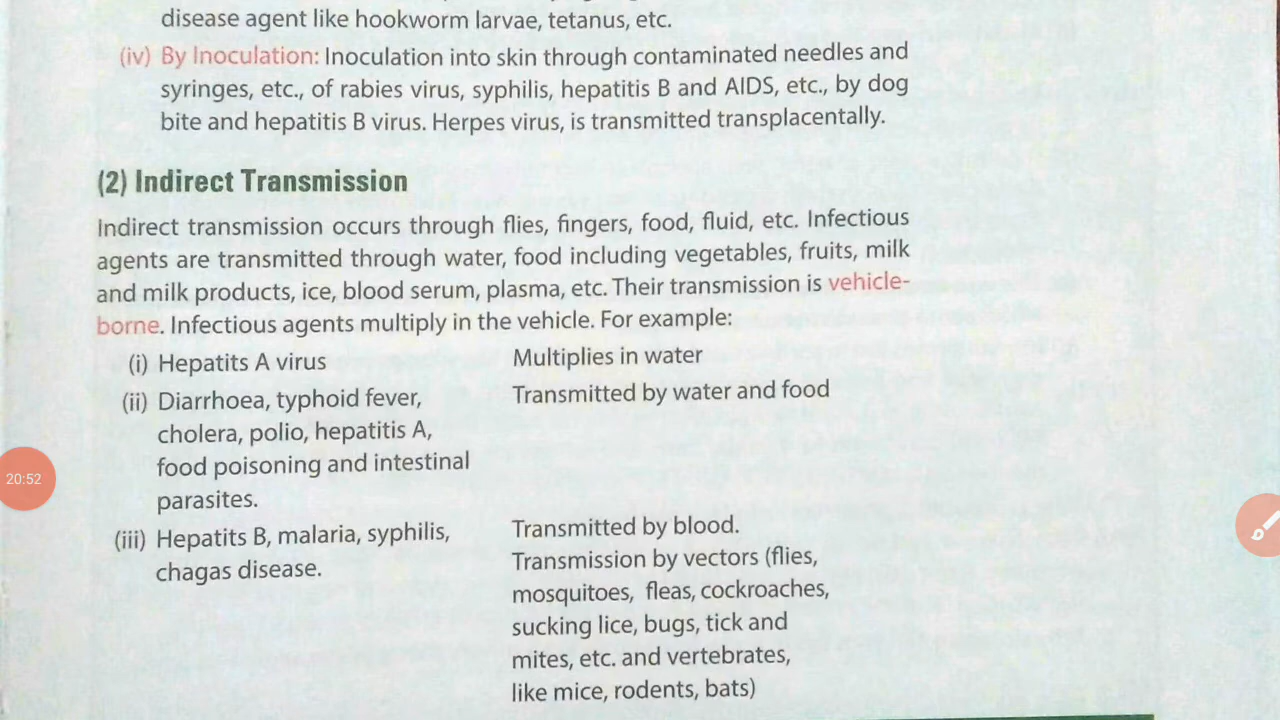 disease agent like hookworm larvae, tetanus, etc.
(iv) By Inoculation: Inoculation into skin through contaminated needles and
syringes, etc., of rabies virus, syphilis, hepatitis B and AIDS, etc., by dog
bite and hepatitis B virus. Herpes virus, is transmitted transplacentally.
(2) Indirect Transmission
Indirect transmission occurs through flies, fingers, food, fluid, etc. Infectious
agents are transmitted through water, food including vegetables, fruits, milk
and milk products, ice, blood serum, plasma, etc. Their transmission is vehicle-
borne. Infectious agents multiply in the vehicle. For example:
(i) Hepatits A virus Multiplies in water
(ii) Diarrhoea, typhoid fever, Transmitted by water and food
cholera, polio, hepatitis A,
food poisoning and intestinal
parasites.
(iii) Hepatits B, malaria, syphilis, Transmitted by blood.
chagas disease. Transmission by vectors (flies,
mosquitoes, fleas, cockroaches,
sucking lice, bugs, tick and
mites, etc. and vertebrates,
like mice, rodents, bats)
20:52